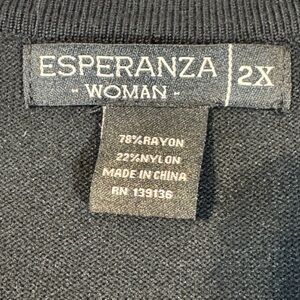 ESPERANZA 2X
- WOMAN -
78% RAYON
22% NYLON
MADE IN CHINA
RN 139136